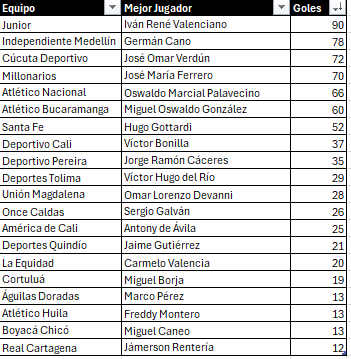 Equipo Mejor Jugador Goles
Junior Iván René Valenciano 90
Independiente Medellín Germán Cano 78
Cúcuta Deportivo José Omar Verdún 72
Millonarios José María Ferrero 70
Atlético Nacional Oswaldo Marcial Palavecino 66
Atlético Bucaramanga Miguel Oswaldo González 60
Santa Fe Hugo Gottardi 52
Deportivo Cali Víctor Bonilla 37
Deportivo Pereira Jorge Ramón Cáceres 35
Deportes Tolima Víctor Hugo del Río 29
Unión Magdalena Omar Lorenzo Devanni 28
Once Caldas Sergio Galván 26
América de Cali Antony de Ávila 25
Deportes Quindío Jaime Gutiérrez 21
La Equidad Carmelo Valencia 20
Cortuluá Miguel Borja 19
Águilas Doradas Marco Pérez 13
Atlético Huila Freddy Montero 13
Boyacá Chicó Miguel Caneo 13
Real Cartagena Jámerson Rentería 12